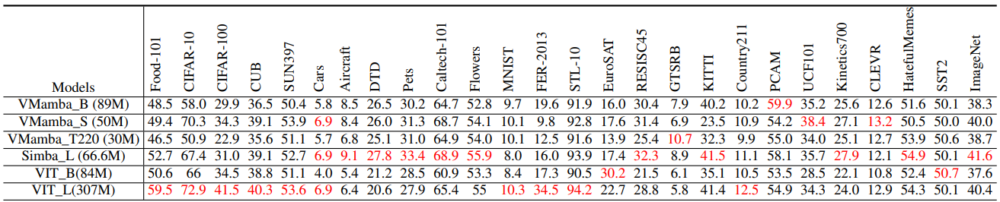 Models Food-101 CIFAR-10 CIFAR-100 CUB SUN397 Cars Aircraft DTD Pets Caltech-101 Flowers MNIST FER-2013 STL-10 EuroSAT RESISC45 GTSRB KITTI Country211 PCAM UCF101 Kinetics700 CLEVR HatefulMemes SST2 ImageNet
VMamba_B (89M) 48.5 58.0 29.9 36.5 50.4 5.8 8.5 26.5 30.2 64.7 52.8 9.7 19.6 91.9 16.0 30.4 7.9 40.2 10.2 59.9 35.2 25.6 12.6 51.6 50.1 38.3
VMamba_S (50M) 49.4 70.3 34.3 39.1 53.9 6.9 8.4 26.0 31.3 68.7 54.1 10.1 9.8 92.8 17.6 31.4 6.9 23.5 10.9 54.2 38.4 27.1 13.2 50.5 50.0 40.0
VMamba_T220 (30M) 46.5 50.9 22.9 35.6 51.1 5.7 6.8 25.1 31.0 64.9 54.0 10.1 12.5 91.6 13.9 25.4 10.7 32.3 9.9 55.0 34.0 25.1 12.7 53.9 50.6 38.7
Simba_L (66.6M) 52.7 67.4 31.0 39.1 52.7 6.9 9.1 27.8 33.4 68.9 55.9 8.0 16.0 93.9 17.4 32.3 8.9 41.5 11.1 58.1 35.7 27.9 12.1 54.9 50.1 41.6
VIT_B(84M) 50.6 66 34.5 38.8 51.1 4.0 5.4 21.2 28.5 60.9 53.3 8.4 17.3 90.5 30.2 21.5 6.1 35.1 10.5 53.5 28.5 22.1 10.8 52.4 50.7 37.6
VIT_L(307M) 59.5 72.9 41.5 40.3 53.6 6.9 6.4 20.6 27.9 65.4 55 10.3 34.5 94.2 22.7 28.8 5.8 41.4 12.5 54.9 34.3 24.0 12.9 54.3 50.1 40.4